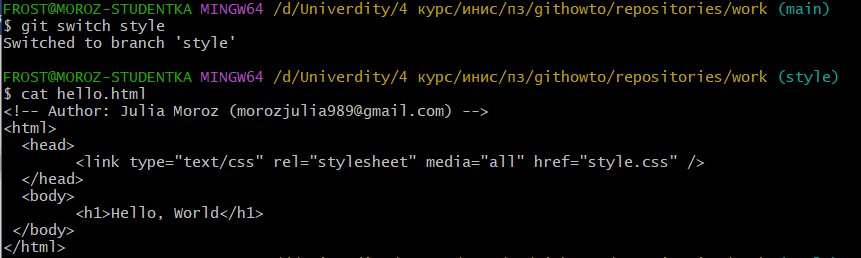 FROST@MOROZ-STUDENTKA MINGW64 /d/Univerdity/4 курс/инис/пз/githowto/repositories/work (main)
$ git switch style
Switched to branch 'style'
FROST@MOROZ-STUDENTKA MINGW64 /d/Univerdity/4 курс/инис/пз/githowto/repositories/work (style)
$ cat hello.html
<!-- Author: Julia Moroz (morozjulia989@gmail.com) -->
<html>
  <head>
        <link type="text/css" rel="stylesheet" media="all" href="style.css" />
  </head>
  <body>
        <h1>Hello, World</h1>
 </body>
</html>